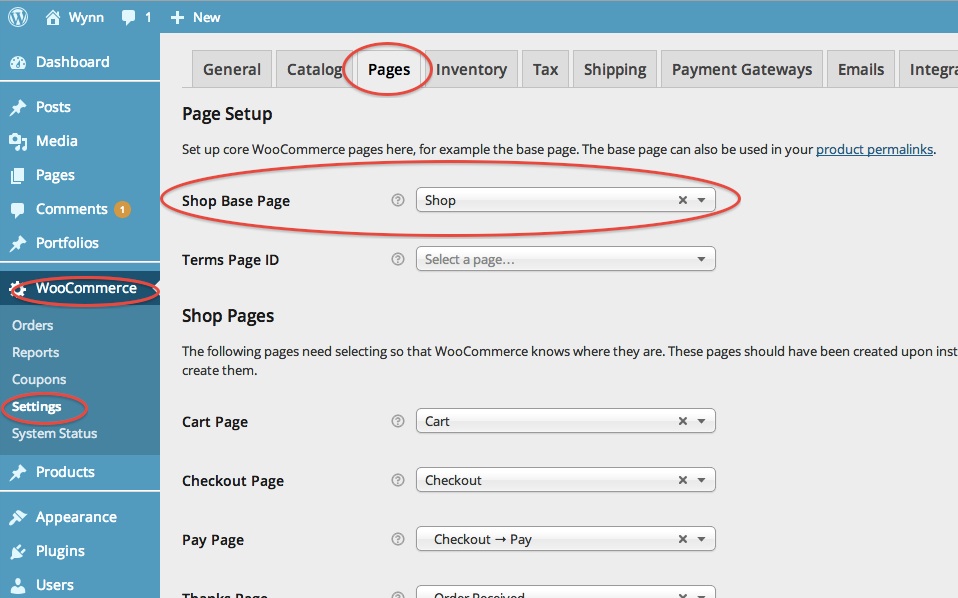 Wynn 1 New
Dashboard
Posts
Media
Pages
Comments 1
Portfolios
WooCommerce
Orders
Reports
Coupons
Settings
System Status
Products
Appearance
Plugins
Users
General Catalog Pages Inventory Tax Shipping Payment Gateways Emails Integra
Page Setup
Set up core WooCommerce pages here, for example the base page. The base page can also be used in your product permalinks.
Shop Base Page ? Shop ×
Terms Page ID ? Select a page…
Shop Pages
The following pages need selecting so that WooCommerce knows where they are. These pages should have been created upon inst
create them.
Cart Page ? Cart ×
Checkout Page ? Checkout ×
Pay Page ? Checkout → Pay ×
Thanks Page ? Order Received ×